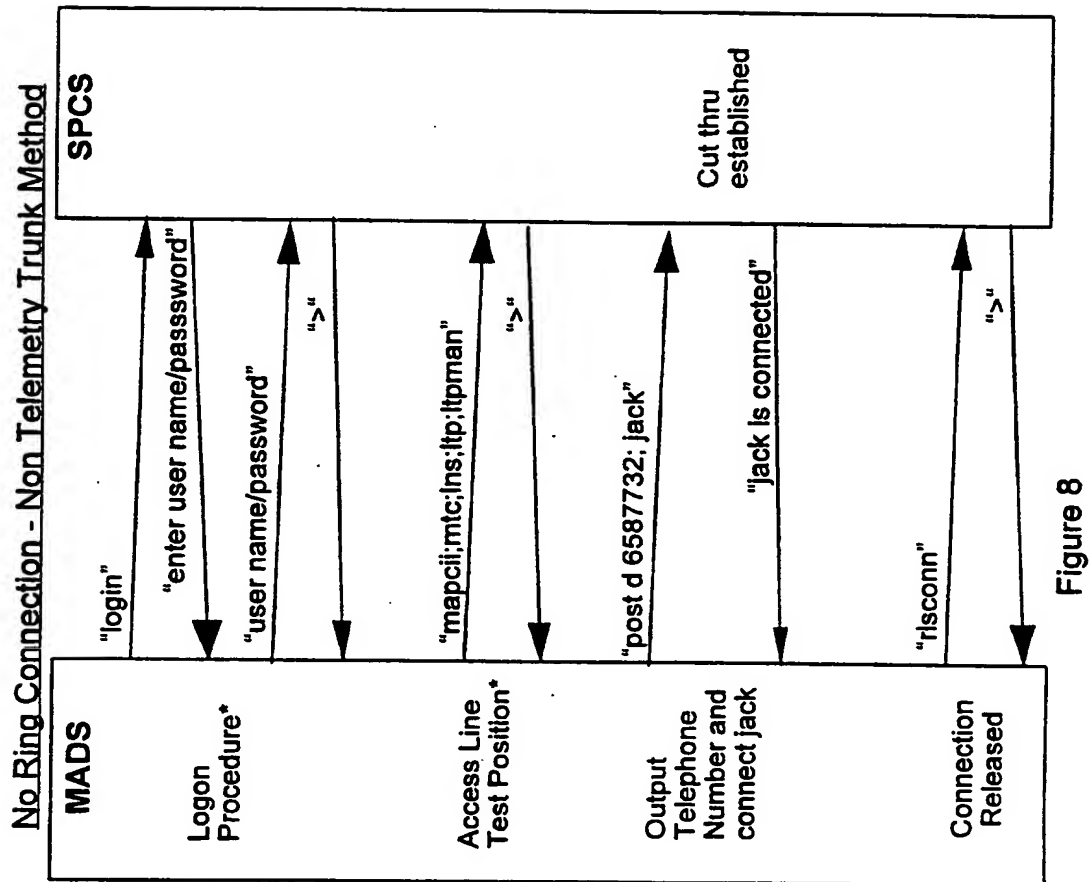 No Ring Connection - Non Telemetry Trunk Method
MADS
SPCS
Logon
Procedure*
“login”
“enter user name/passsword”
“user name/password”
“>“
Access Line
Test Position*
“mapcii;mtc;lns;ltp;ltpman”
“>“
Output
Telephone
Number and
connect jack
“post d 6587732; jack”
Cut thru
established
“jack is connected”
Connection
Released
“rlsconn”
“>“
Figure 8